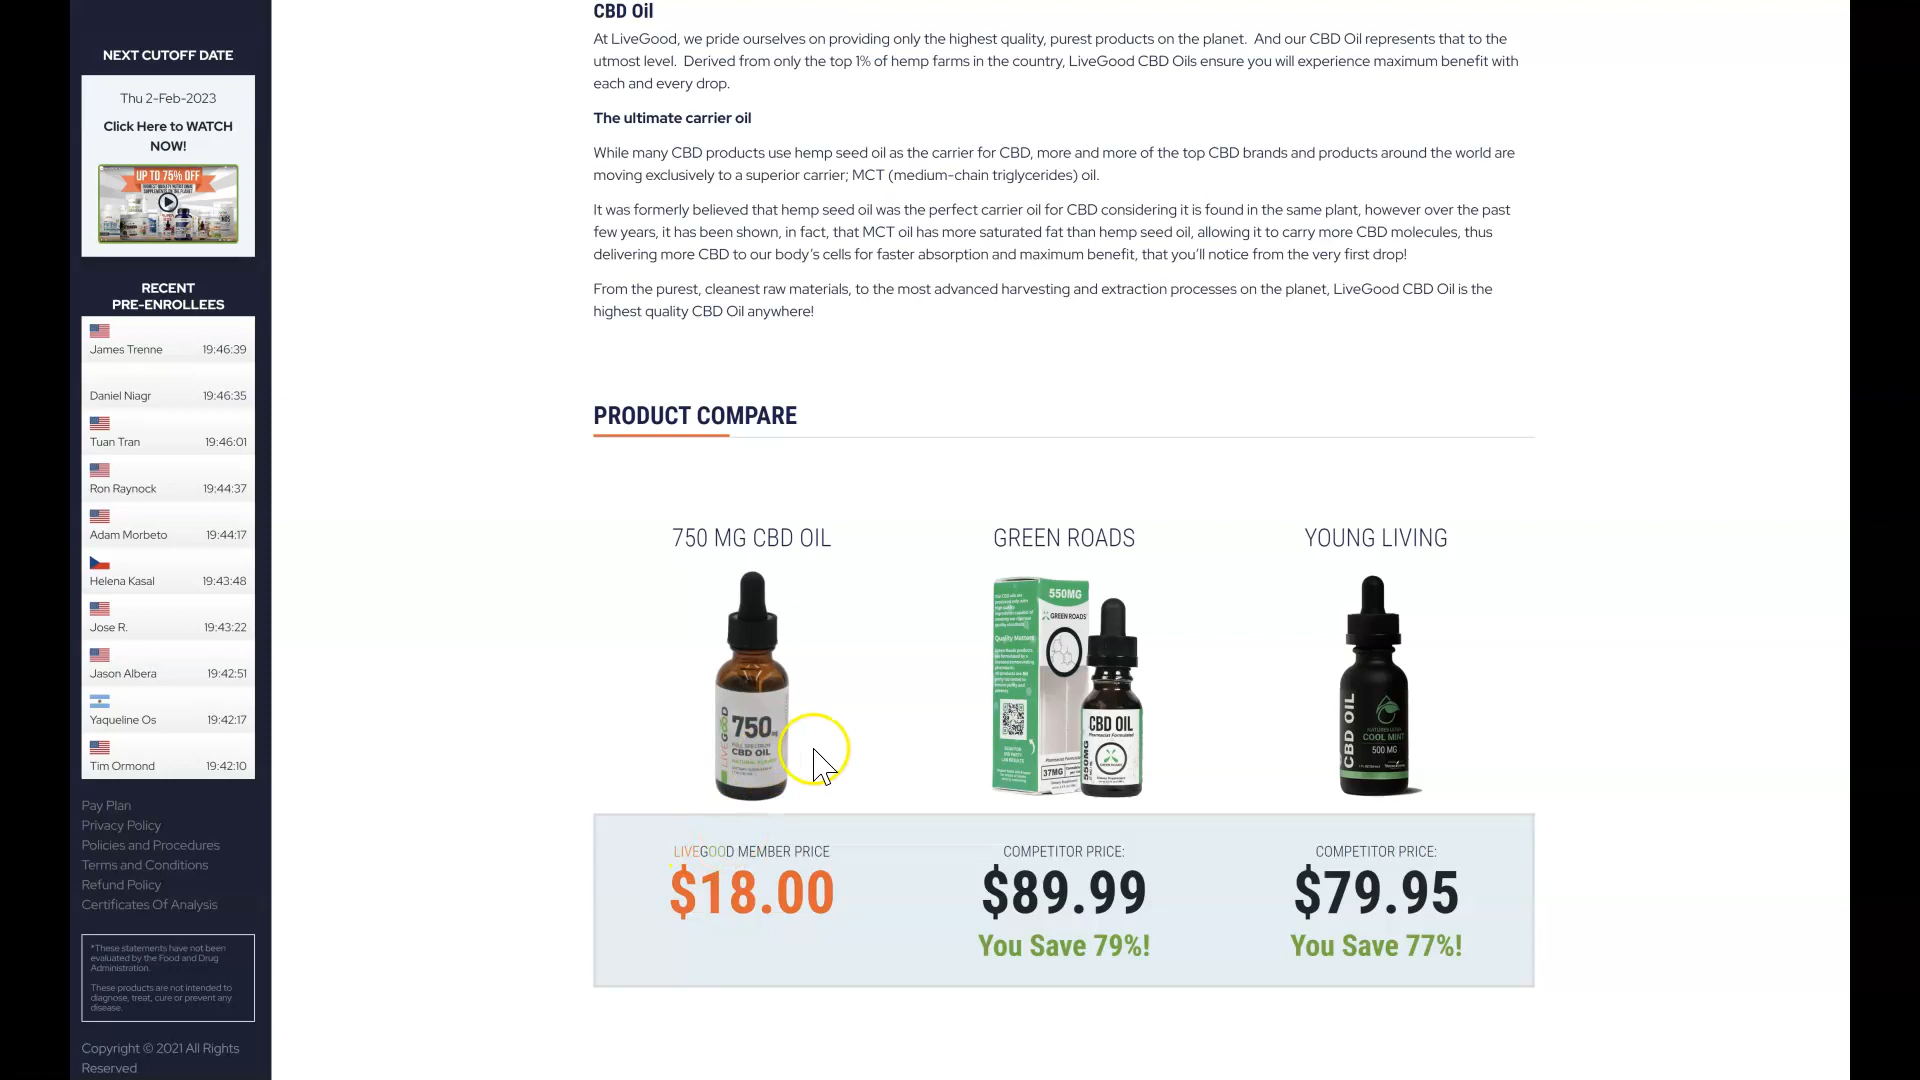 NEXT CUTOFF DATE
Thu 2-Feb-2023
Click Here to WATCH
NOW!
UP TO 75% OFF
RECENT
PRE-ENROLLEES
James Trenne 19:46:39
Daniel Niagr 19:46:35
Tuan Tran 19:46:01
Ron Raynock 19:44:37
Adam Morbeto 19:44:17
Helena Kasal 19:43:48
Jose R. 19:43:22
Jason Albera 19:42:51
Yaqueline Os 19:42:17
Tim Ormond 19:42:10
Pay Plan
Privacy Policy
Policies and Procedures
Terms and Conditions
Refund Policy
Certificates Of Analysis
*These statements have not been
evaluated by the Food and Drug
Administration.
These products are not intended to
diagnose, treat, cure or prevent any
disease.
Copyright © 2021 All Rights
Reserved
CBD Oil
At LiveGood, we pride ourselves on providing only the highest quality, purest products on the planet.  And our CBD Oil represents that to the
utmost level.  Derived from only the top 1% of hemp farms in the country, LiveGood CBD Oils ensure you will experience maximum benefit with
each and every drop.
The ultimate carrier oil
While many CBD products use hemp seed oil as the carrier for CBD, more and more of the top CBD brands and products around the world are
moving exclusively to a superior carrier; MCT (medium-chain triglycerides) oil.
It was formerly believed that hemp seed oil was the perfect carrier oil for CBD considering it is found in the same plant, however over the past
few years, it has been shown, in fact, that MCT oil has more saturated fat than hemp seed oil, allowing it to carry more CBD molecules, thus
delivering more CBD to our body’s cells for faster absorption and maximum benefit, that you’ll notice from the very first drop!
From the purest, cleanest raw materials, to the most advanced harvesting and extraction processes on the planet, LiveGood CBD Oil is the
highest quality CBD Oil anywhere!
PRODUCT COMPARE
750 MG CBD OIL
LIVEGOOD
750
CBD OIL
LIVEGOOD MEMBER PRICE
$18.00
GREEN ROADS
550MG
GREEN ROADS
Quality Matters
37MG
CBD OIL
Pharmacist Formulated
550MG
GREEN ROADS
COMPETITOR PRICE:
$89.99
You Save 79%!
YOUNG LIVING
CBD OIL
COOL MINT
500 MG
COMPETITOR PRICE:
$79.95
You Save 77%!